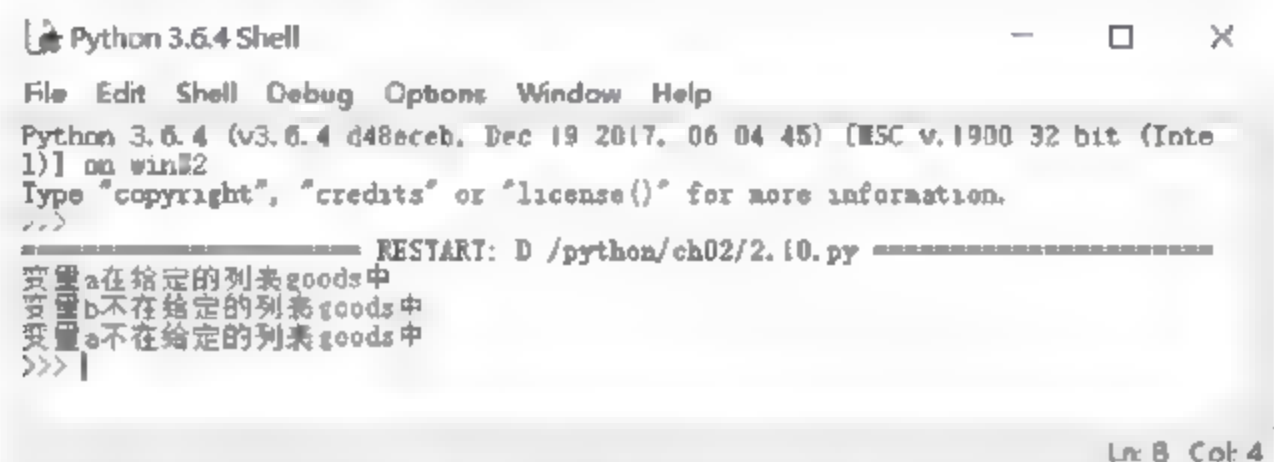 Python 3.6.4 Shell
File Edit Shell Debug Options Window Help
Python 3.6.4 (v3.6.4:d48eceb, Dec 19 2017, 06:04:45) [MSC v.1900 32 bit (Inte
l)] on win32
Type "copyright", "credits" or "license()" for more information.
>>>
RESTART: D:/python/ch02/2.10.py
变量a在给定的列表goods中
变量b不在给定的列表goods中
变量a不在给定的列表goods中
>>>
Ln: 8 Col: 4